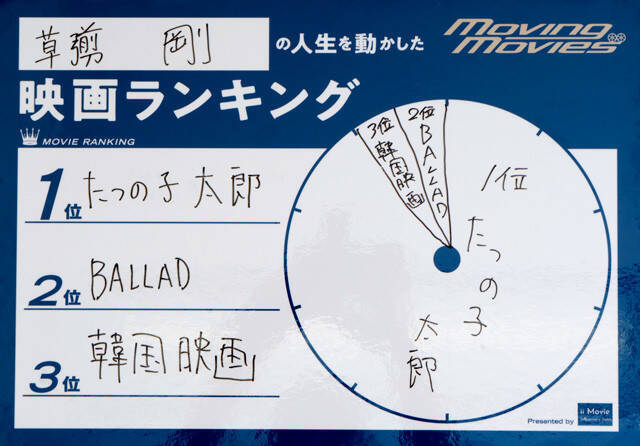 草彅 剛 の人生を動かした
Moving Movies
映画ランキング
MOVIE RANKING
1位 たつの子 太郎
2位 BALLAD
3位 韓国映画
3位 韓国映画
2位 BALLAD
1位 たつの子 太郎
Presented by ii Movie